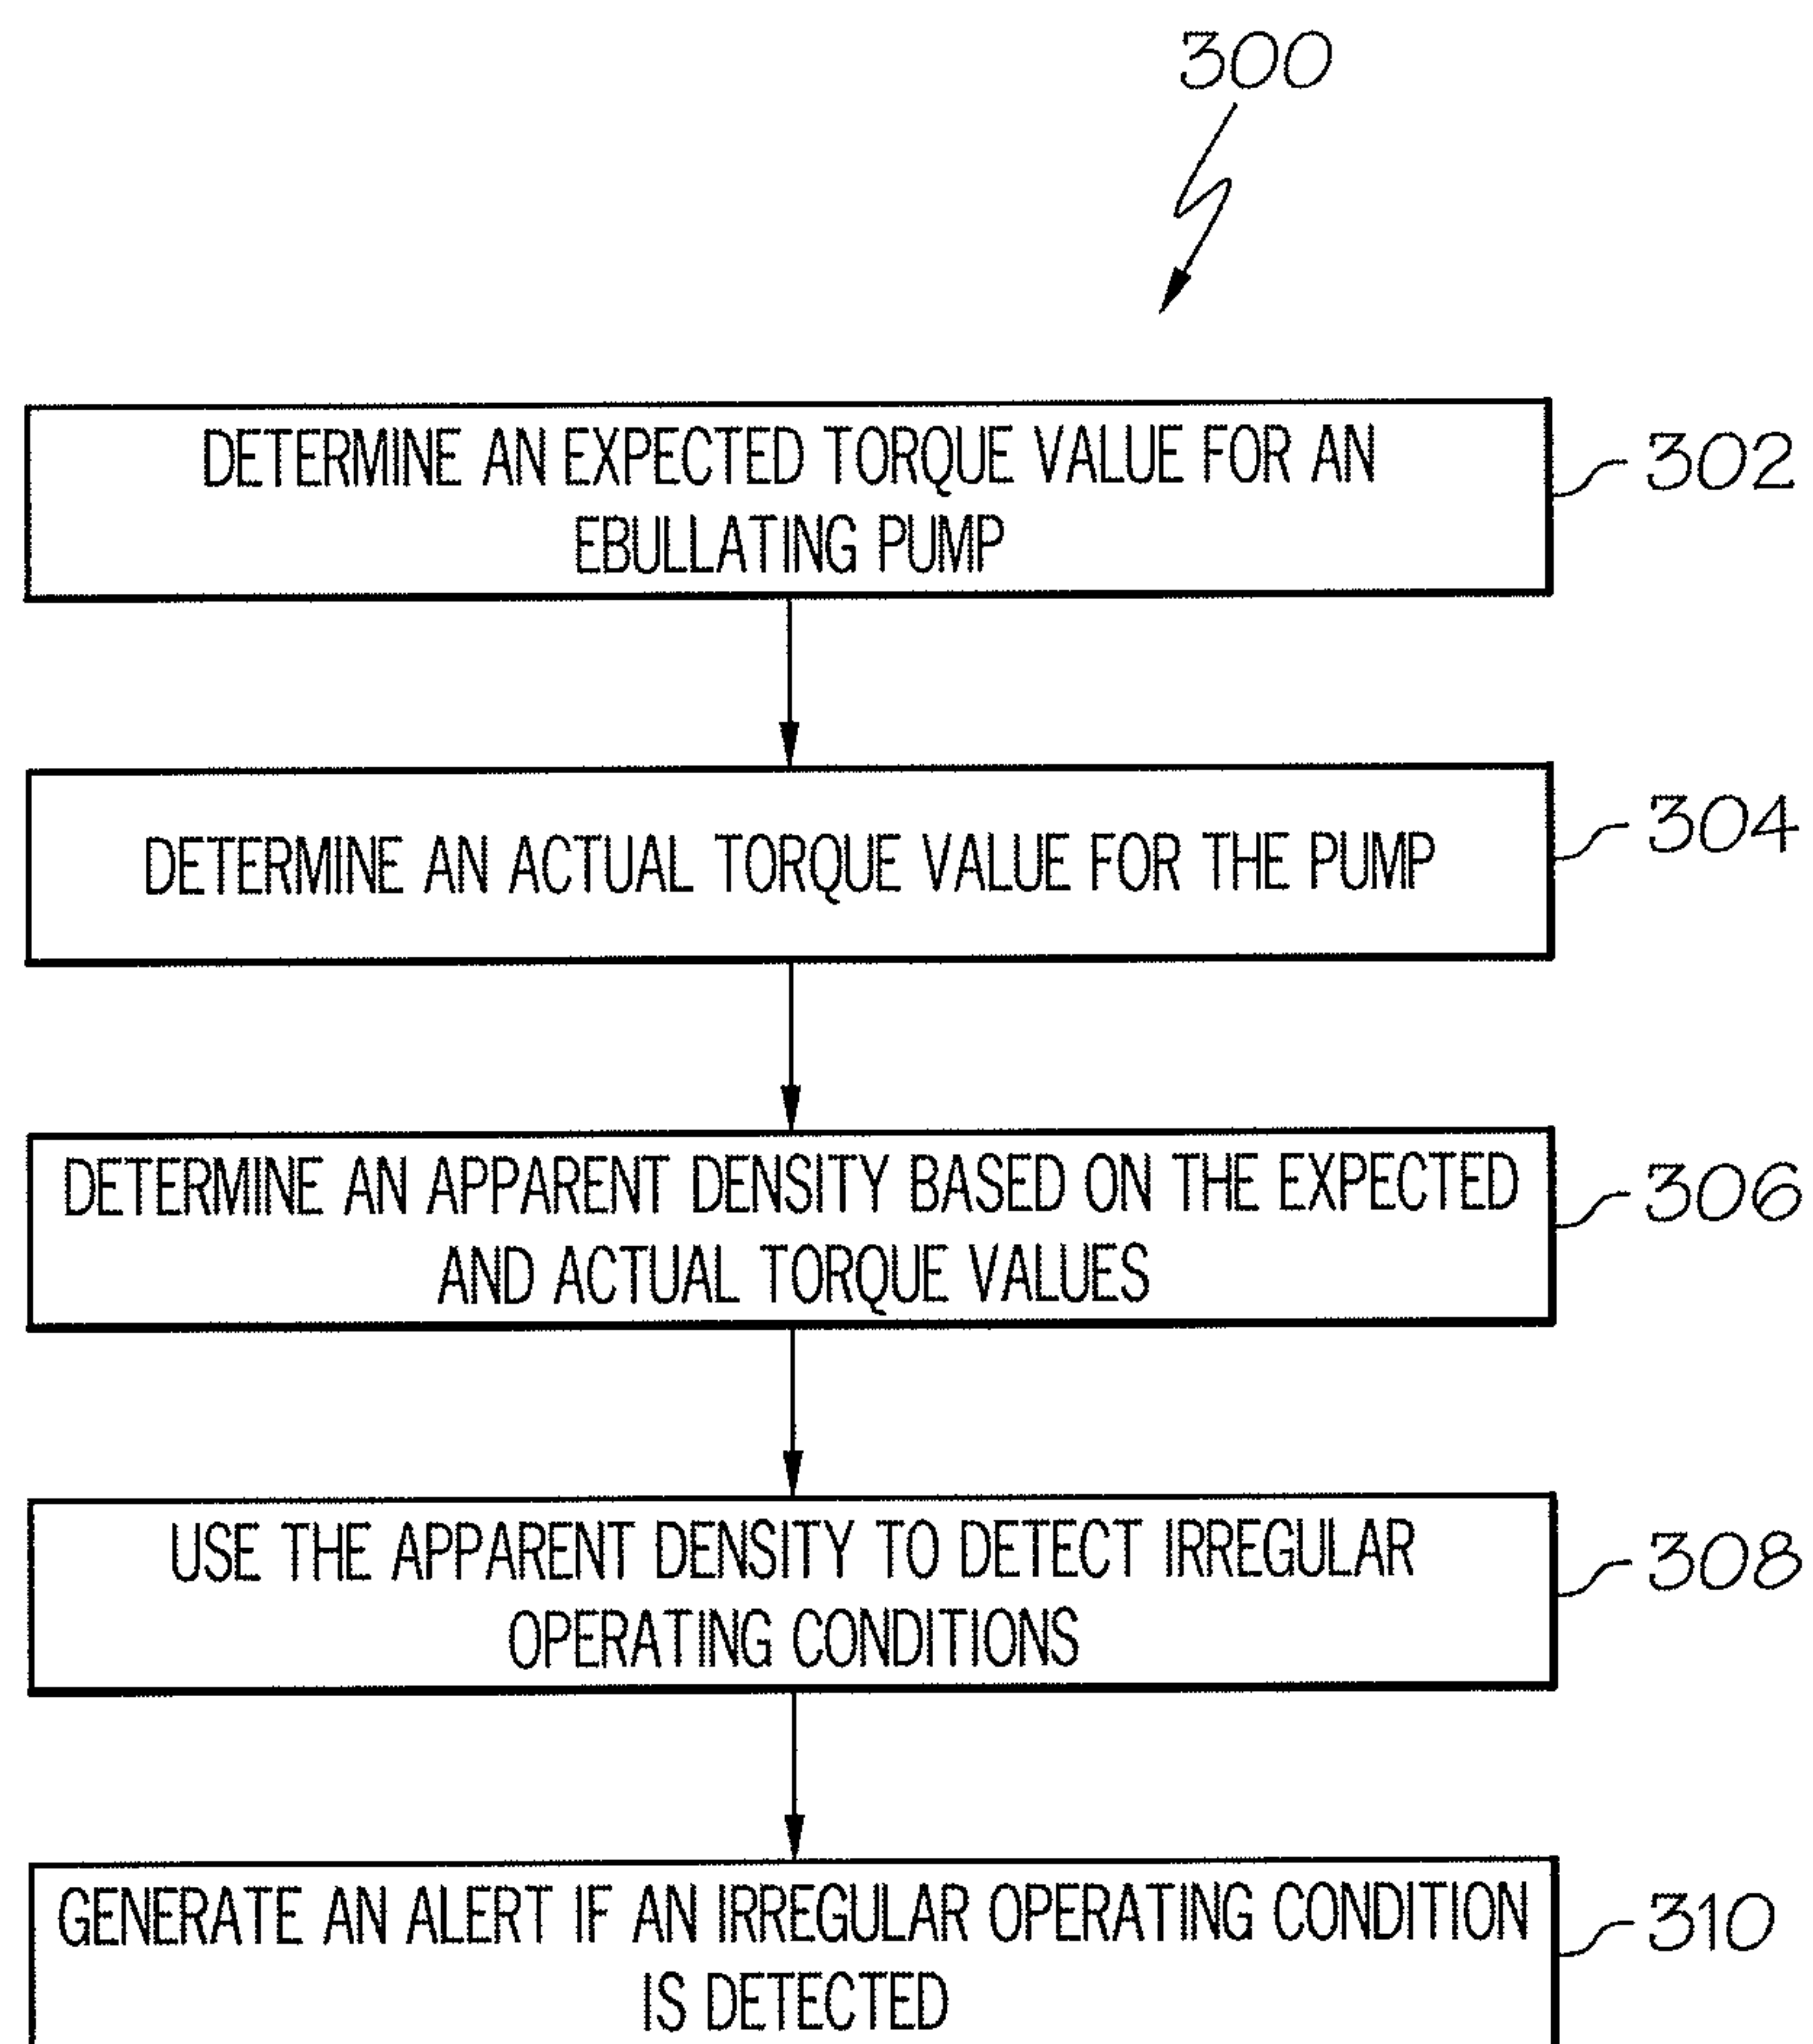 300
DETERMINE AN EXPECTED TORQUE VALUE FOR AN
EBULLATING PUMP
302
DETERMINE AN ACTUAL TORQUE VALUE FOR THE PUMP
304
DETERMINE AN APPARENT DENSITY BASED ON THE EXPECTED
AND ACTUAL TORQUE VALUES
306
USE THE APPARENT DENSITY TO DETECT IRREGULAR
OPERATING CONDITIONS
308
GENERATE AN ALERT IF AN IRREGULAR OPERATING CONDITION
IS DETECTED
310